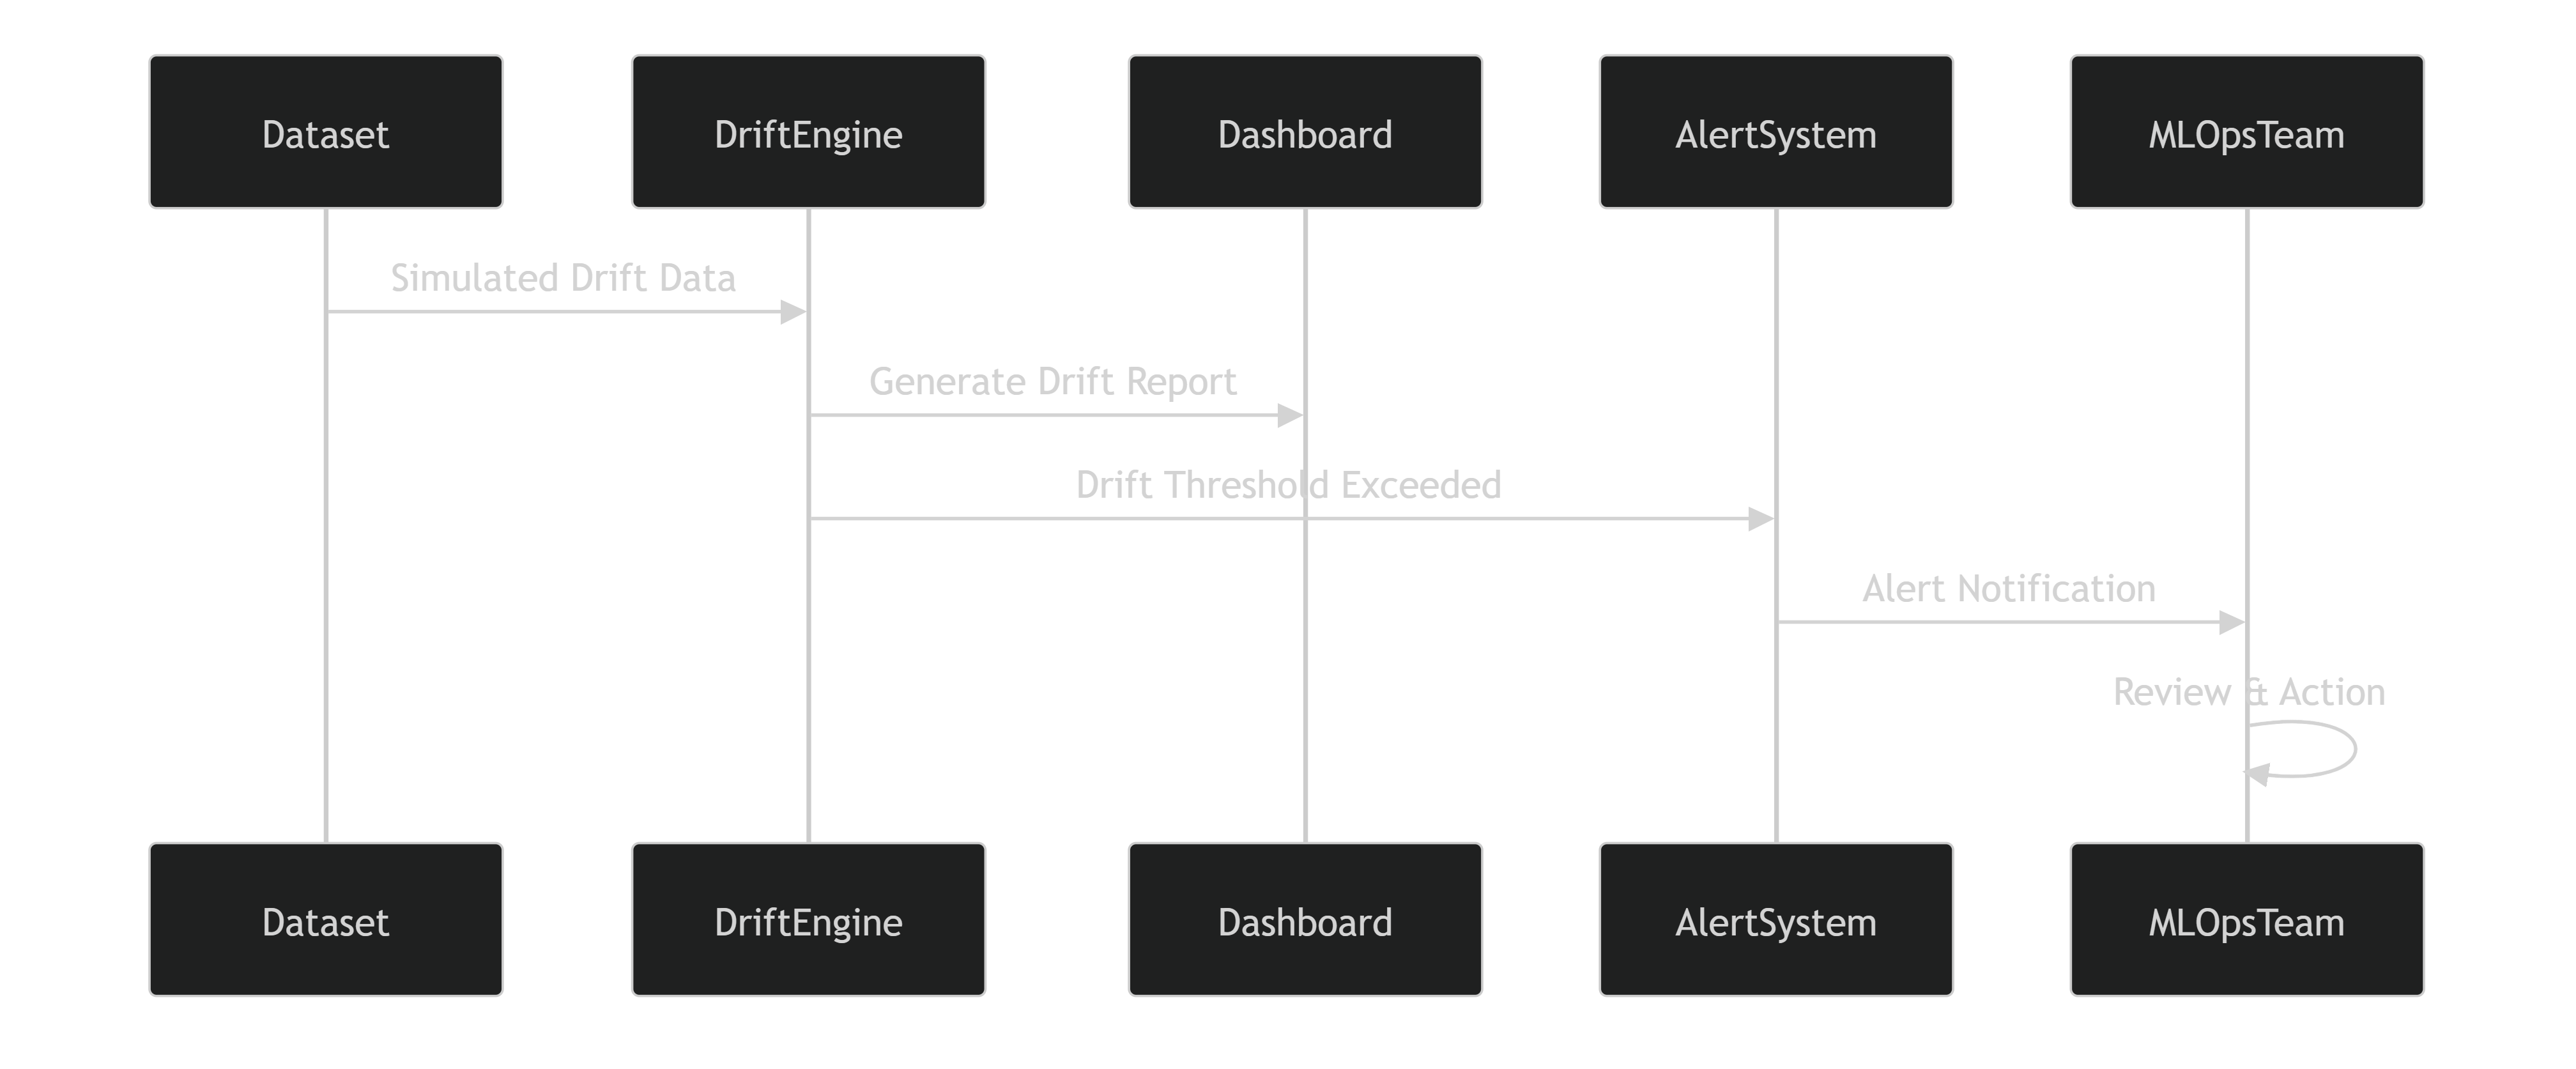 Dataset
DriftEngine
Dashboard
AlertSystem
MLOpsTeam
Simulated Drift Data
Generate Drift Report
Drift Threshold Exceeded
Alert Notification
Review & Action
Dataset
DriftEngine
Dashboard
AlertSystem
MLOpsTeam